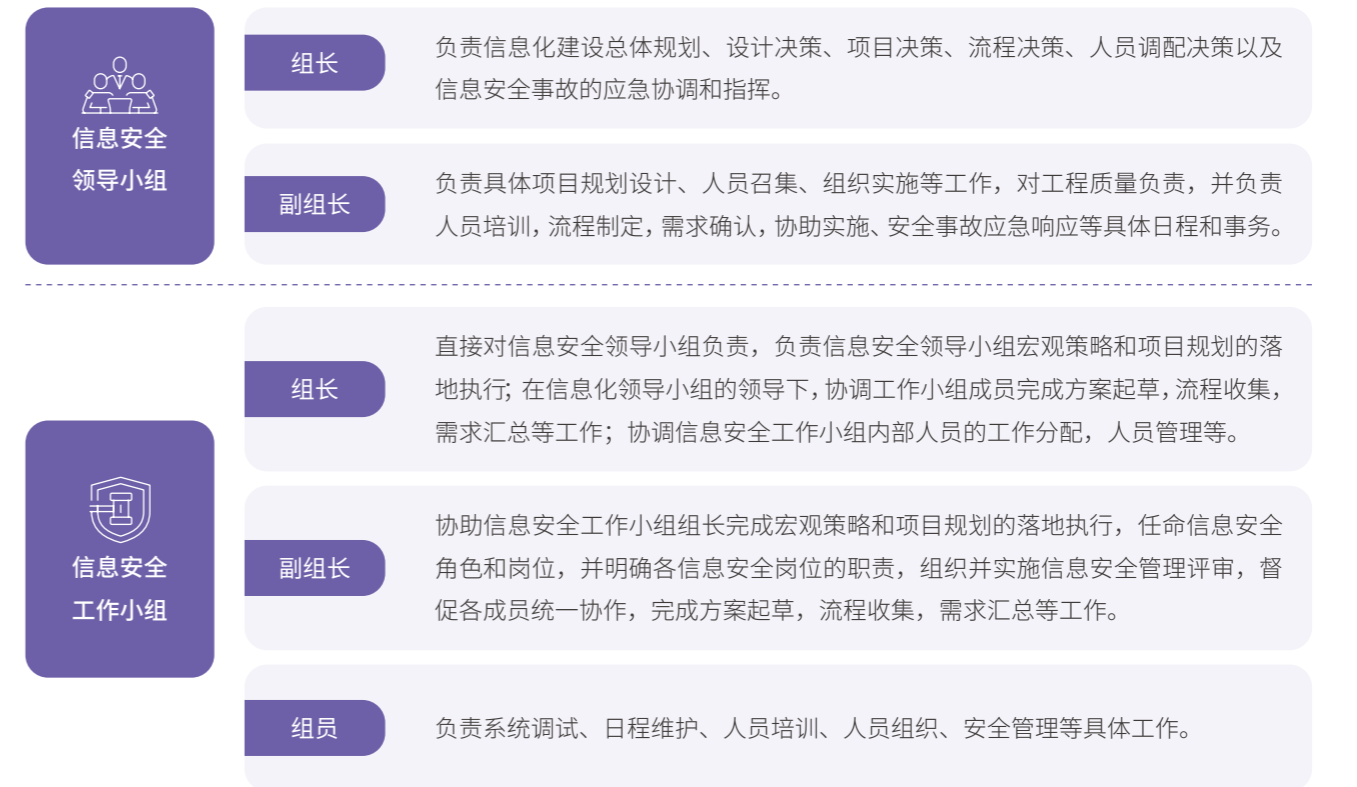 信息安全
领导小组
组长
负责信息化建设总体规划、设计决策、项目决策、流程决策、人员调配决策以及
信息安全事故的应急协调和指挥。
副组长
负责具体项目规划设计、人员召集、组织实施等工作，对工程质量负责，并负责
人员培训，流程制定，需求确认，协助实施、安全事故应急响应等具体日程和事务。
信息安全
工作小组
组长
直接对信息安全领导小组负责，负责信息安全领导小组宏观策略和项目规划的落
地执行；在信息化领导小组的领导下，协调工作小组成员完成方案起草，流程收集，
需求汇总等工作；协调信息安全工作小组内部人员的工作分配，人员管理等。
副组长
协助信息安全工作小组组长完成宏观策略和项目规划的落地执行，任命信息安全
角色和岗位，并明确各信息安全岗位的职责，组织并实施信息安全管理评审，督
促各成员统一协作，完成方案起草，流程收集，需求汇总等工作。
组员
负责系统调试、日程维护、人员培训、人员组织、安全管理等具体工作。